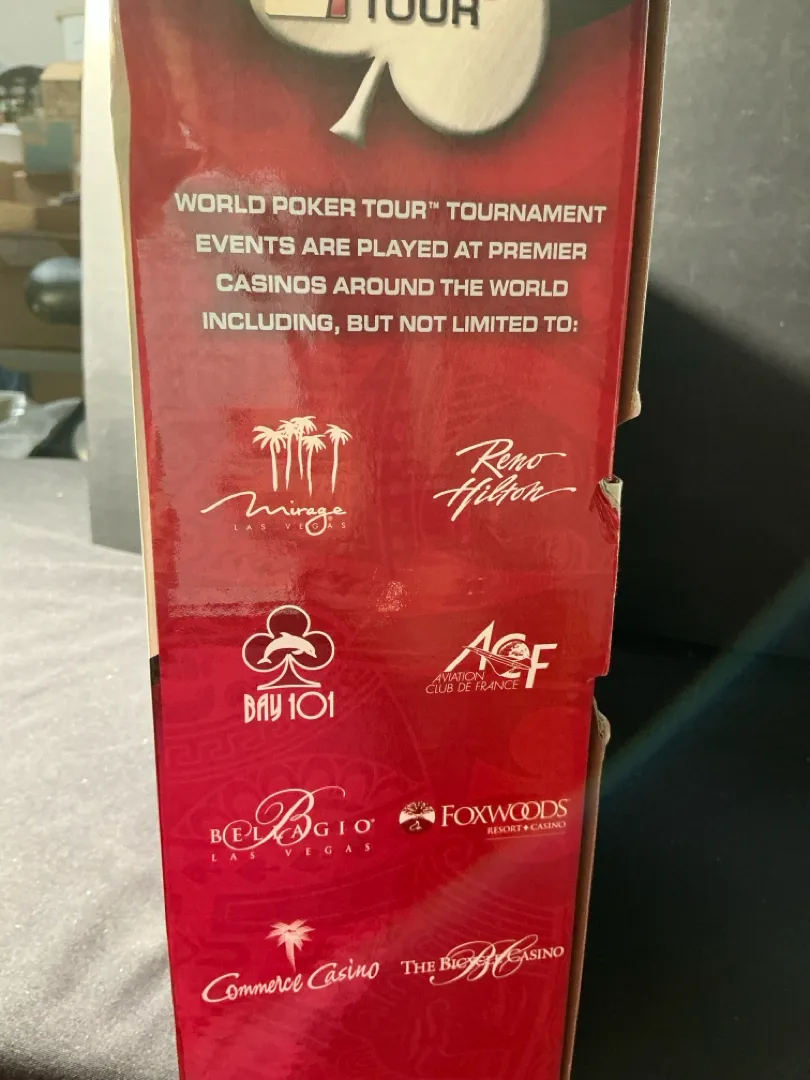 TOUR
WORLD POKER TOUR™ TOURNAMENT
EVENTS ARE PLAYED AT PREMIER
CASINOS AROUND THE WORLD
INCLUDING, BUT NOT LIMITED TO:
Mirage
LAS VEGAS
Reno
Hilton
BAY 101
ACF
AVIATION
CLUB DE FRANCE
BELLAGIO®
LAS VEGAS
FOXWOODS
RESORT ♦ CASINO
Commerce Casino
THE BICYCLE CASINO
BC